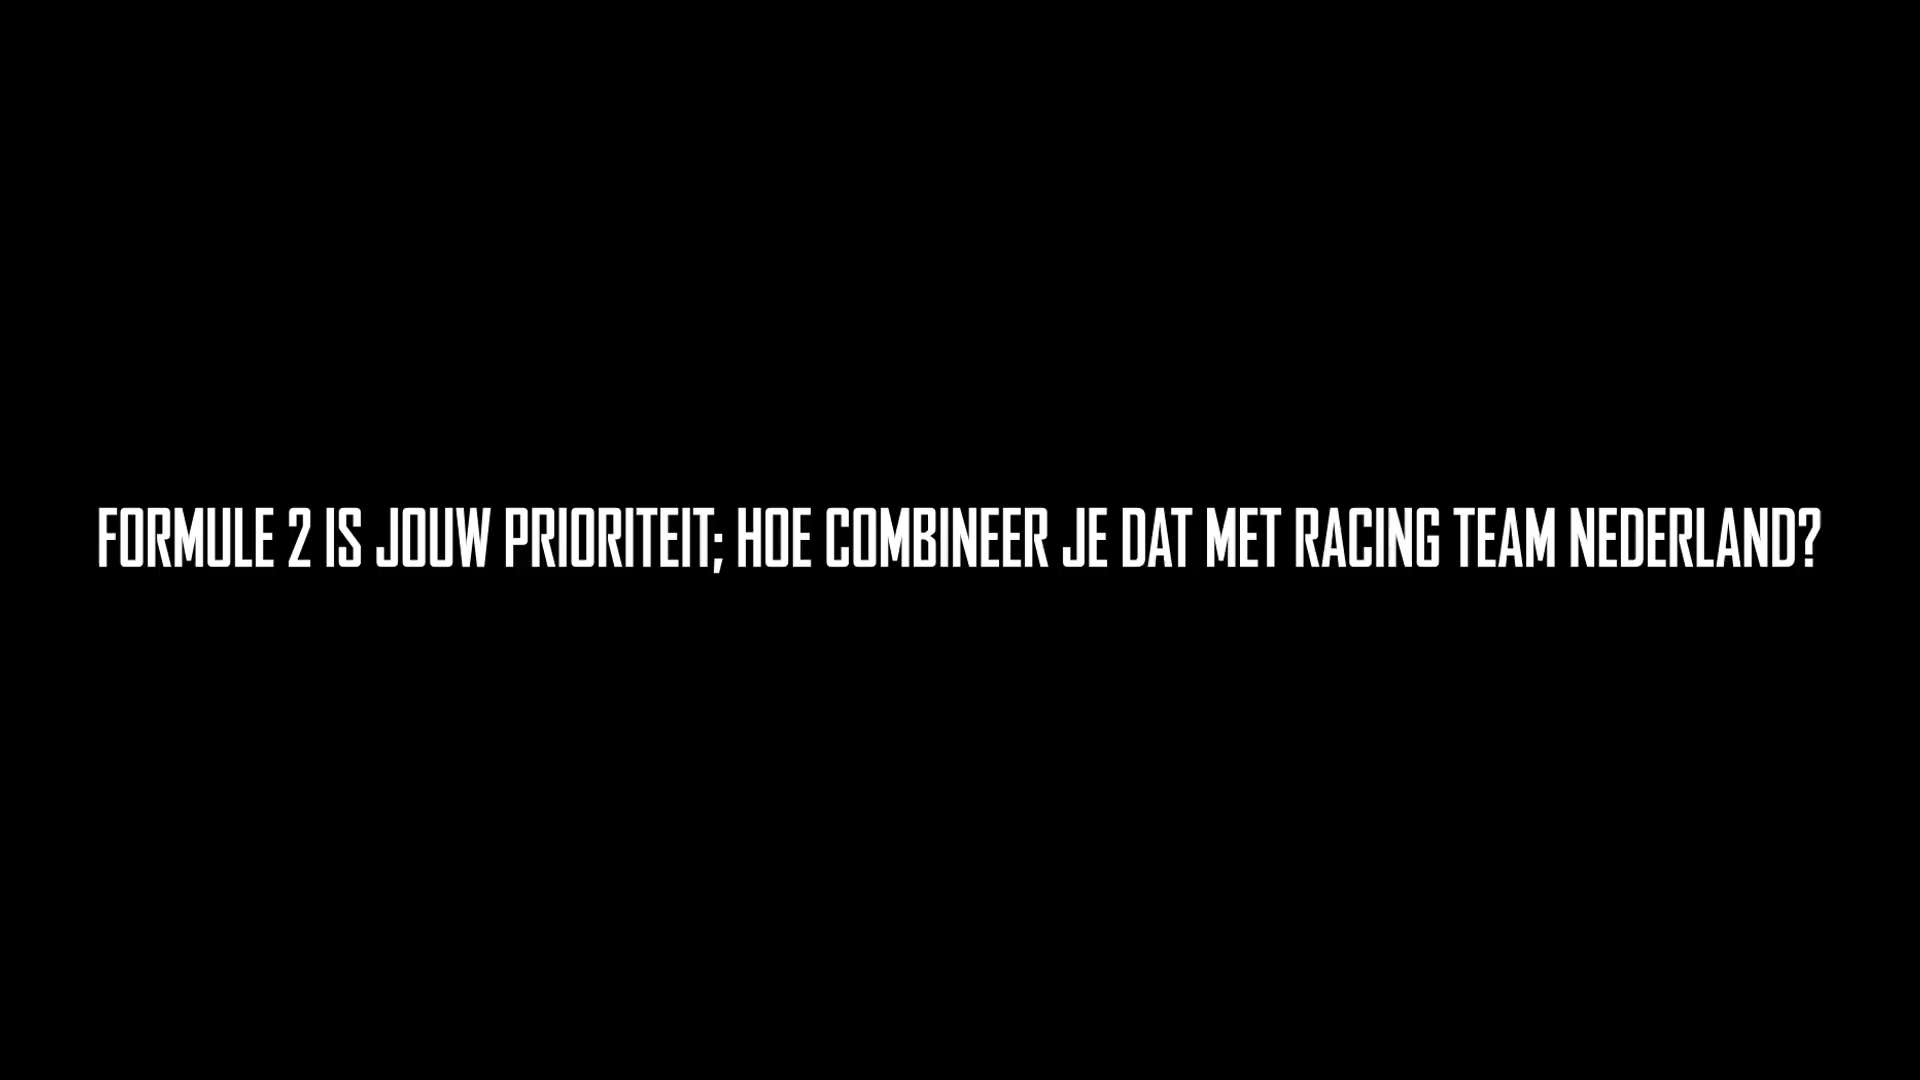 FORMULE 2 IS JOUW PRIORITEIT; HOE COMBINEER JE DAT MET RACING TEAM NEDERLAND?